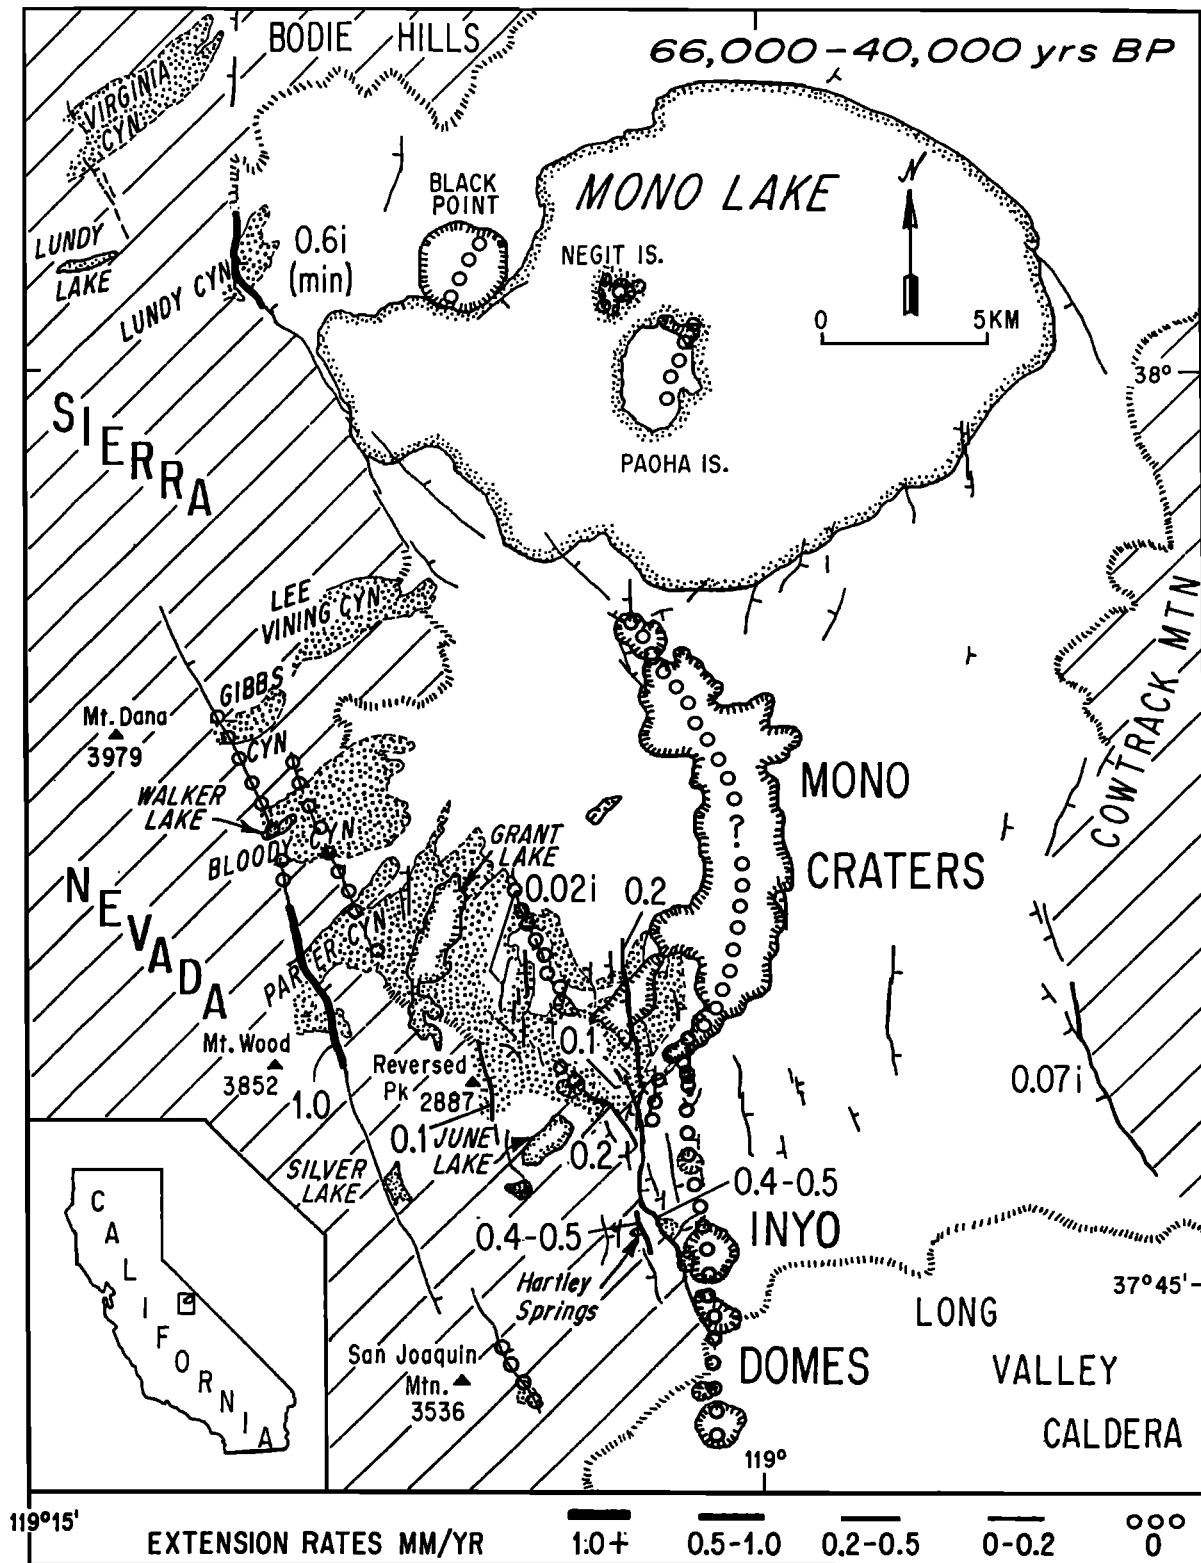 BODIE HILLS
66,000-40,000 yrs BP
VIRGINIA
CYN
BLACK
POINT
MONO LAKE
N
NEGIT IS.
LUNDY
LAKE
0.6i
(min)
LUNDY CYN
0 5KM
38°
SIERRA
PAOHA IS.
LEE
VINING CYN
GIBBS
CYN
Mt. Dana
3979
COWTRACK MTN
WALKER
LAKE
MONO
?
BLOODY CYN
GRANT
LAKE
CRATERS
NEVADA
0.02i
0.2
PARKER CYN
Mt. Wood
3852
0.1
Reversed
Pk 2887
0.07i
1.0
0.1
JUNE
LAKE
0.2
SILVER
LAKE
0.4-0.5
0.4-0.5
INYO
Hartley
Springs
37°45'
LONG
CALIFORNIA
San Joaquin
Mtn.
3536
DOMES
VALLEY
CALDERA
119°
119°15'
EXTENSION RATES MM/YR
1.0+ 0.5-1.0 0.2-0.5 0-0.2 0